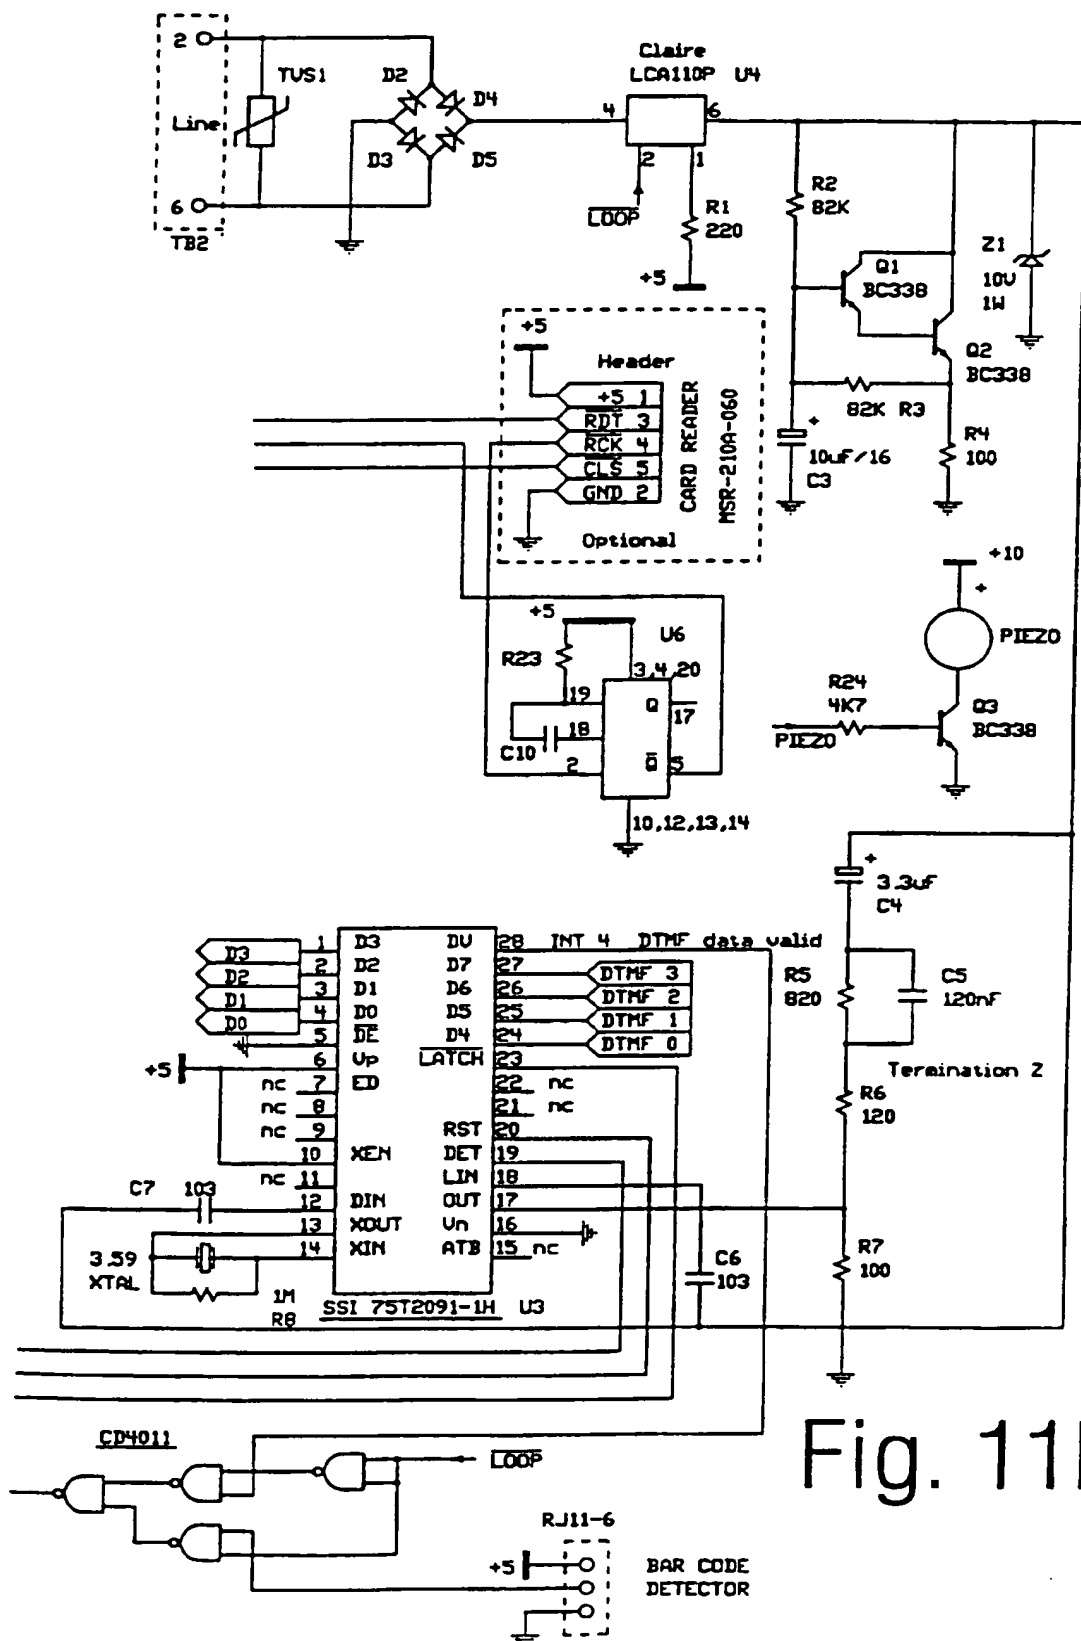 2
TVS1
Line
6
TB2
D2
D4
D3
D5
Claire
LCA110P U4
4
6
2
1
LOOP
R1
220
+5
R2
82K
Q1
BC338
Z1
10V
1W
Q2
BC338
82K R3
+
10uF/16
C3
R4
100
+5
Header
+5 1
RDT 3
RCK 4
CLS 5
GND 2
CARD READER
MSR-210A-060
Optional
+10
+
PIEZO
R24
4K7
PIEZO
Q3
BC338
+5
U6
R23
3,4,20
19
Q
17
18
C10
2
Q
5
10,12,13,14
+
3.3uF
C4
R5
820
C5
120nF
Termination Z
R6
120
R7
100
D3
D2
D1
D0
1 D3
2 D2
3 D1
4 D0
5 DE
+5
6 Vp
nc 7 ED
nc 8
nc 9
10 XEN
nc 11
C7 103
12 DIN
13 XOUT
14 XIN
3.59
XTAL
1M
R8
DV 28 INT 4 DTMF data valid
D7 27 DTMF 3
D6 26 DTMF 2
D5 25 DTMF 1
D4 24 DTMF 0
LATCH 23
22 nc
21 nc
RST 20
DET 19
LIN 18
OUT 17
Vn 16
ATB 15 nc
C6
103
SSI 75T2091-1H U3
CD4011
LOOP
RJ11-6
+5
BAR CODE
DETECTOR